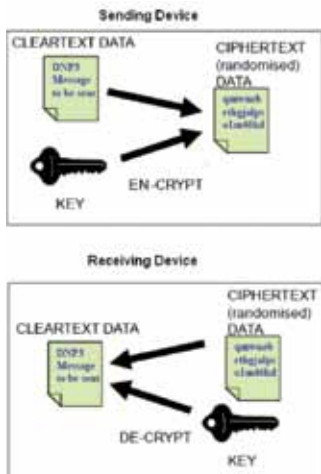 Sending Device
CLEARTEXT DATA
DNP3
Message
to be sent
CIPHERTEXT
(randomised)
DATA
EN-CRYPT
KEY
Receiving Device
CLEARTEXT DATA
DNP3
Message
to be sent
CIPHERTEXT
(randomised)
DATA
DE-CRYPT
KEY